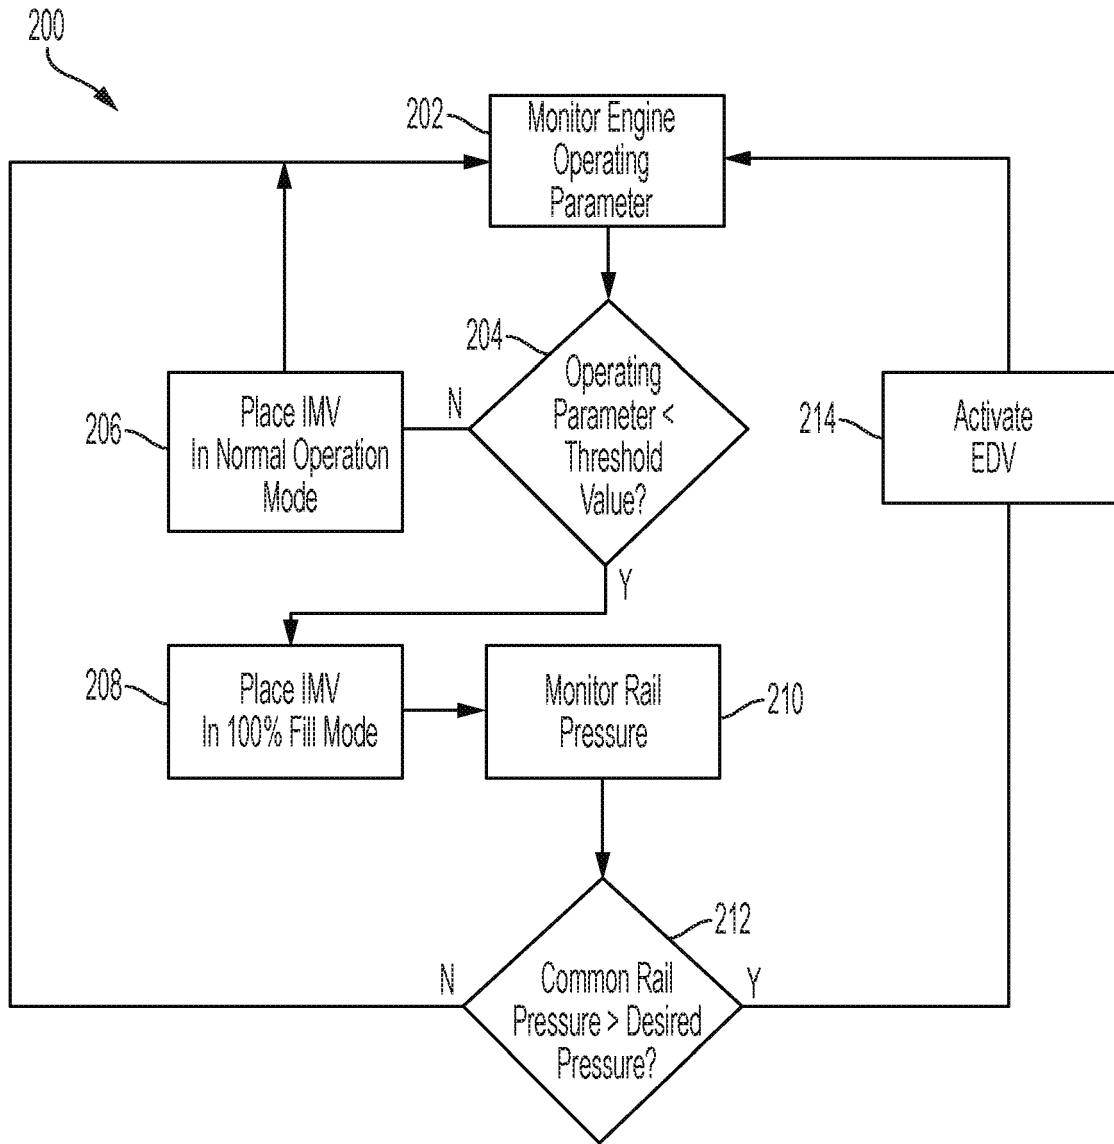 200
202
Monitor Engine
Operating
Parameter
204
Operating
Parameter <
Threshold
Value?
N
Y
206
Place IMV
In Normal Operation
Mode
214
Activate
EDV
208
Place IMV
In 100% Fill Mode
Monitor Rail
Pressure
210
212
Common Rail
Pressure > Desired
Pressure?
N
Y